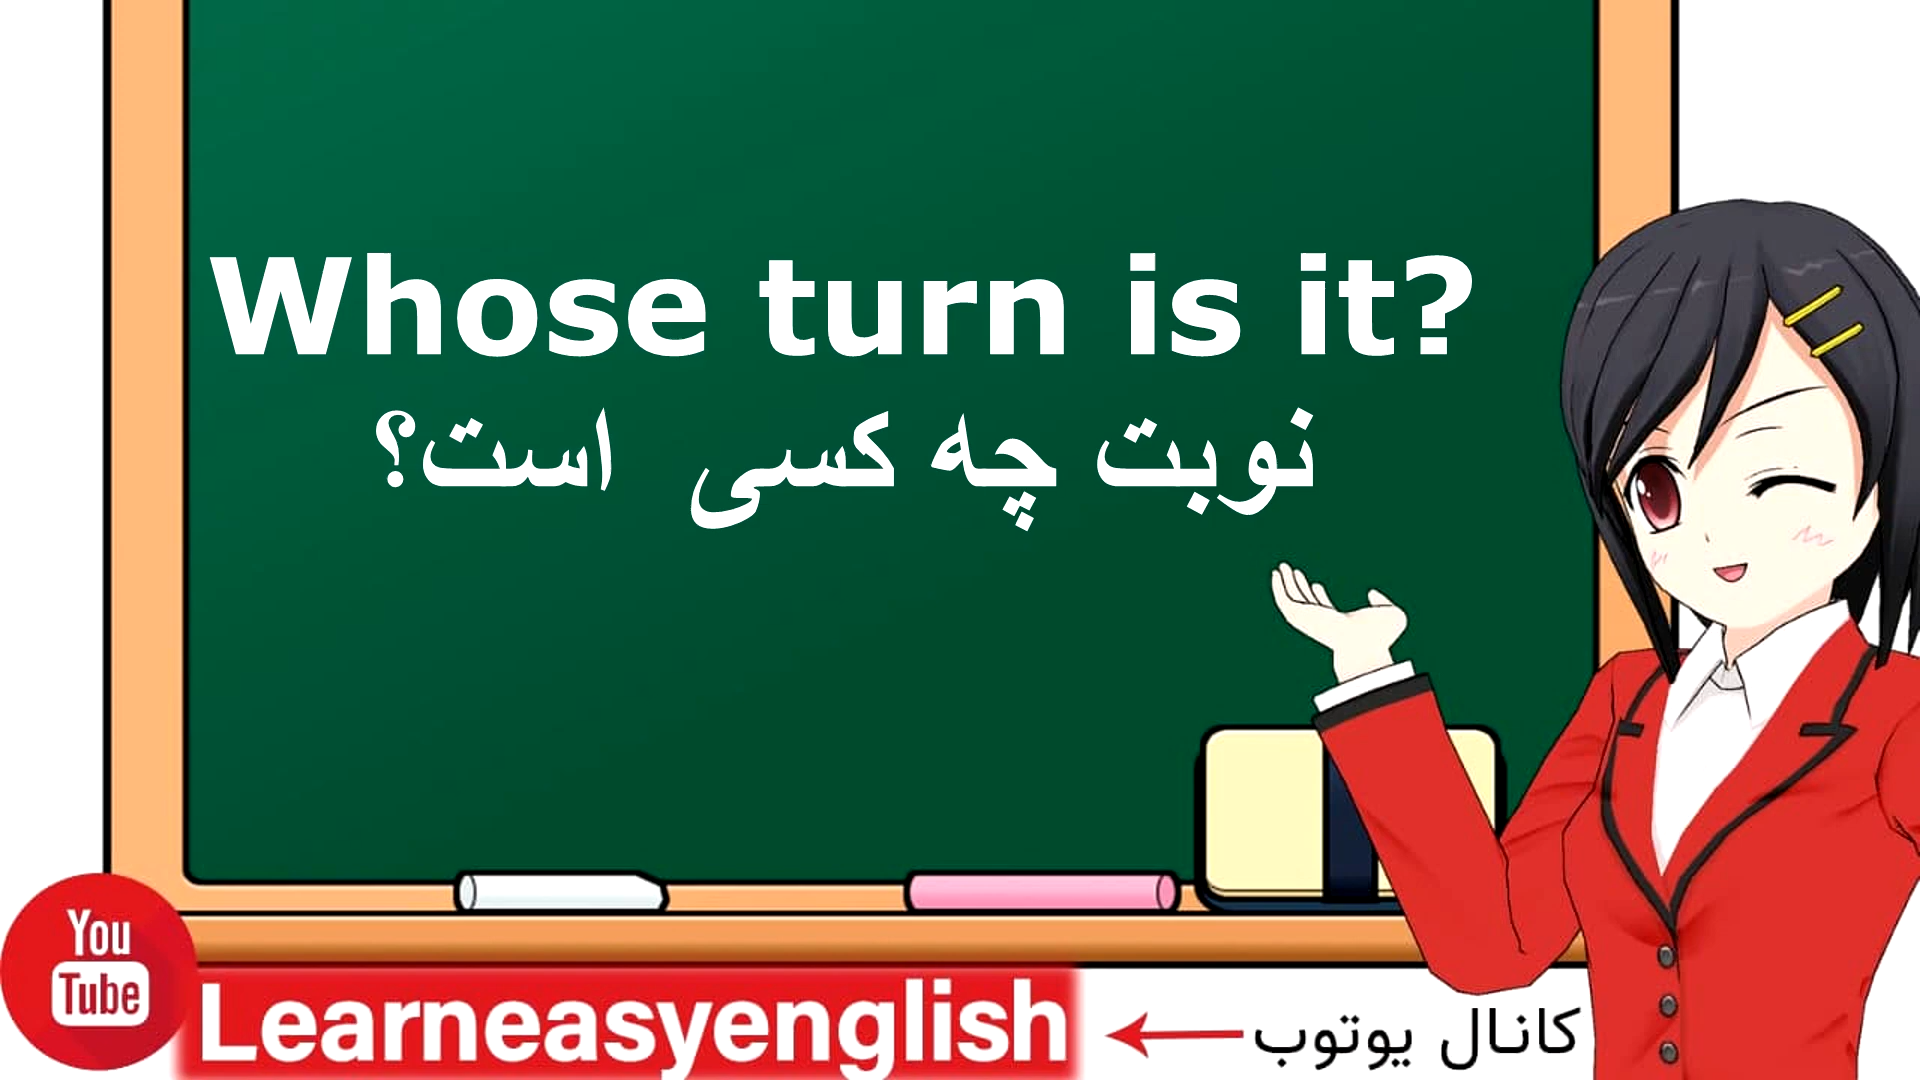 Whose turn is it?
نوبت چه کسی است؟
You
Tube
Learneasyenglish
کانال یوتوب